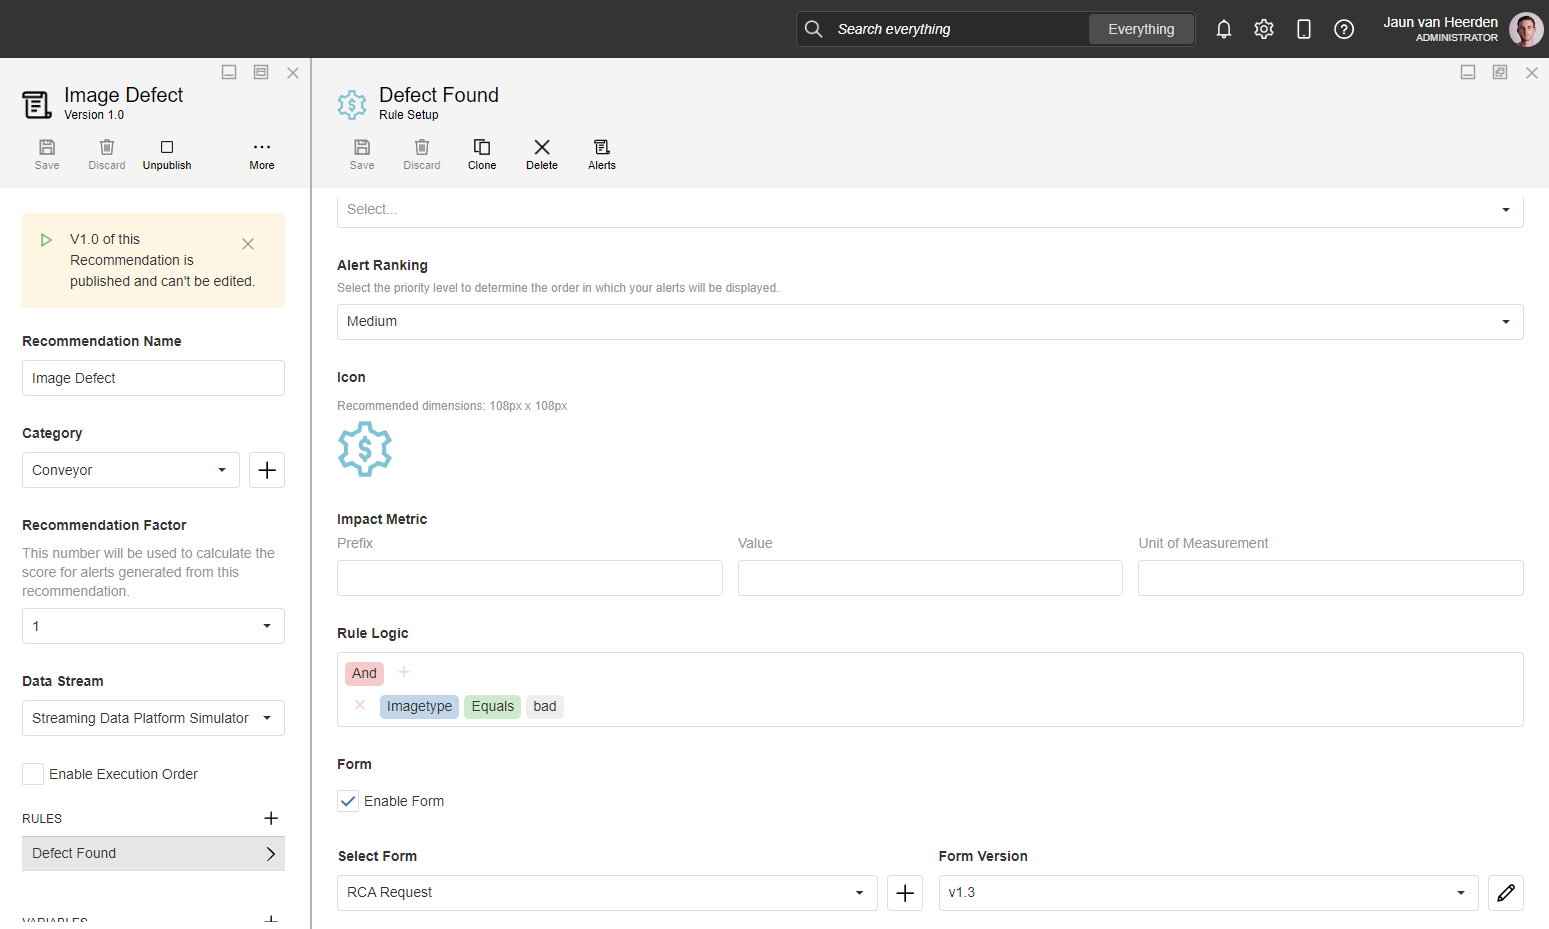 Search everything
Everything
Jaun van Heerden
ADMINISTRATOR
Image Defect
Version 1.0
Save
Discard
Unpublish
More
V1.0 of this
Recommendation is
published and can't be edited.
Recommendation Name
Image Defect
Category
Conveyor
Recommendation Factor
This number will be used to calculate the
score for alerts generated from this
recommendation.
1
Data Stream
Streaming Data Platform Simulator
Enable Execution Order
RULES
Defect Found
VARIABLES
Defect Found
Rule Setup
Save
Discard
Clone
Delete
Alerts
Select...
Alert Ranking
Select the priority level to determine the order in which your alerts will be displayed.
Medium
Icon
Recommended dimensions: 108px x 108px
$
Impact Metric
Prefix
Value
Unit of Measurement
Rule Logic
And
Imagetype Equals bad
Form
Enable Form
Select Form
Form Version
RCA Request
v1.3